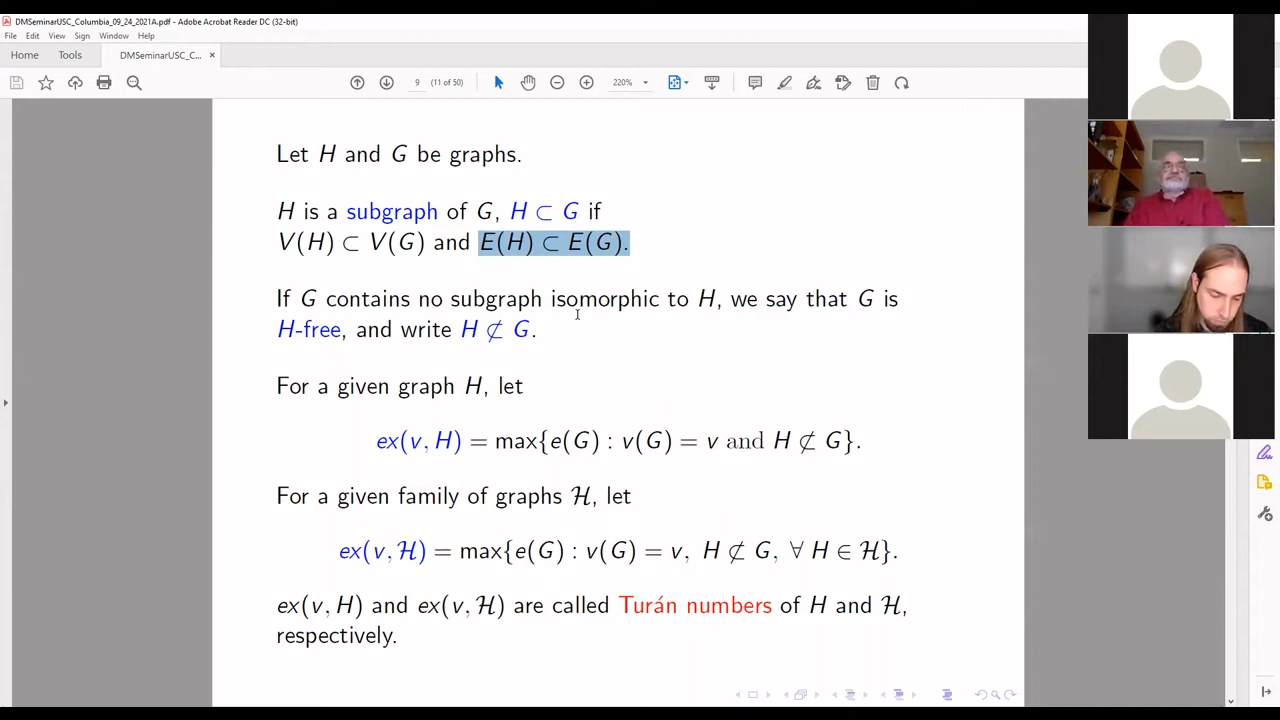 DMSeminarUSC_Columbia_09_24_2021A.pdf - Adobe Acrobat Reader DC (32-bit)
File Edit View Sign Window Help
Home Tools DMSeminarUSC_C... ×
9 (11 of 50) 220%
Let H and G be graphs.
H is a subgraph of G, H ⊂ G if
V(H) ⊂ V(G) and E(H) ⊂ E(G).
If G contains no subgraph isomorphic to H, we say that G is
H-free, and write H ⊄ G.
For a given graph H, let
ex(v, H) = max{e(G) : v(G) = v and H ⊄ G}.
For a given family of graphs ℋ, let
ex(v, ℋ) = max{e(G) : v(G) = v, H ⊄ G, ∀ H ∈ ℋ}.
ex(v, H) and ex(v, ℋ) are called Turán numbers of H and ℋ,
respectively.